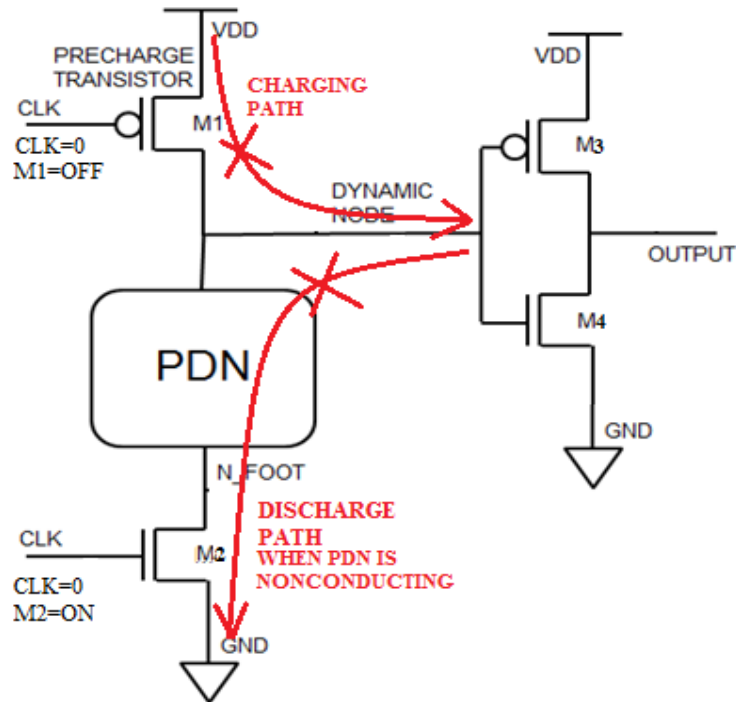 VDD
PRECHARGE
TRANSISTOR
CLK
M1
CLK=0
M1=OFF
CHARGING
PATH
VDD
M3
DYNAMIC
NODE
OUTPUT
M4
PDN
GND
N_FOOT
CLK
M2
CLK=0
M2=ON
DISCHARGE
PATH
WHEN PDN IS
NONCONDUCTING
GND